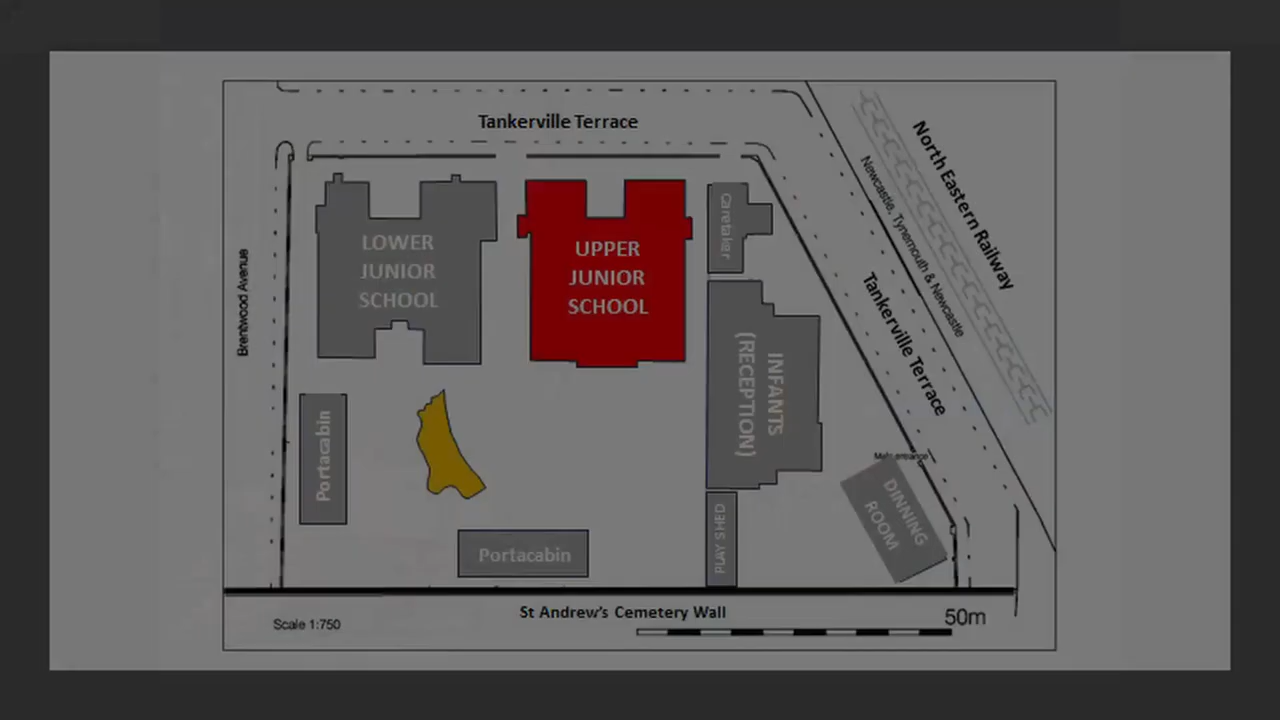 Tankerville Terrace
North Eastern Railway
Newcastle, Tynemouth & Newcastle
Tankerville Terrace
Brentwood Avenue
LOWER
JUNIOR
SCHOOL
UPPER
JUNIOR
SCHOOL
Caretaker
INFANTS
(RECEPTION)
Portacabin
Main entrance
DINNING
ROOM
PLAY SHED
Portacabin
St Andrew's Cemetery Wall
Scale 1:750
50m